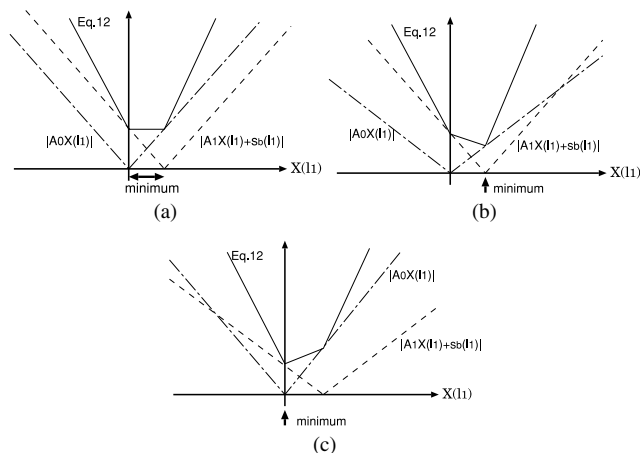 Eq.12
|A0X(l1)|
|A1X(l1)+sb(l1)|
X(l1)
minimum
(a)
Eq.12
|A0X(l1)|
|A1X(l1)+sb(l1)|
X(l1)
minimum
(b)
Eq.12
|A0X(l1)|
|A1X(l1)+sb(l1)|
X(l1)
minimum
(c)